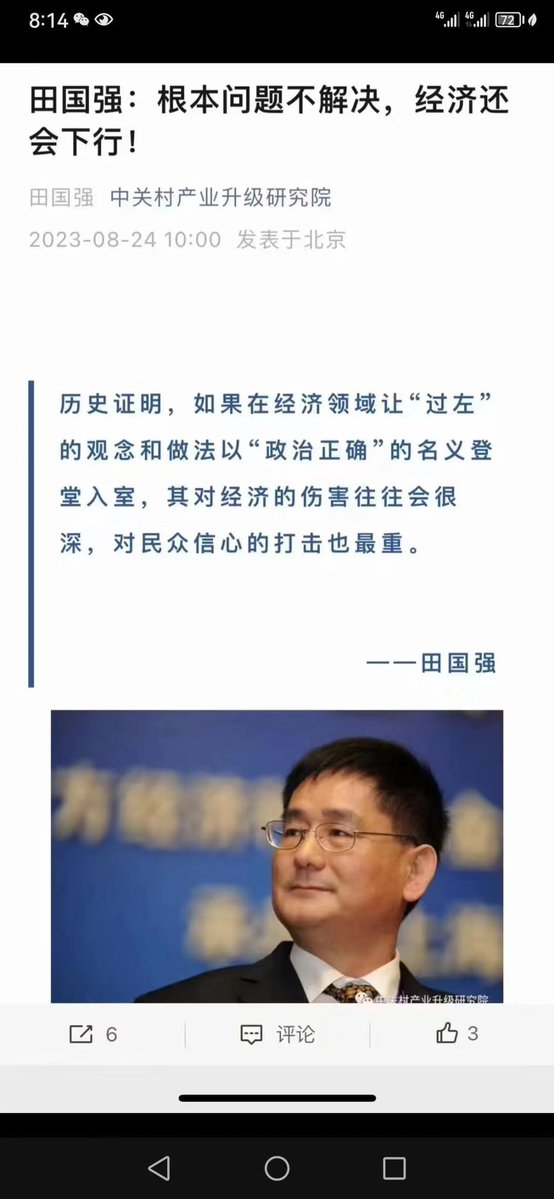 8:14
4G 4G 72
田国强：根本问题不解决，经济还
会下行！
田国强 中关村产业升级研究院
2023-08-24 10:00 发表于北京
历史证明，如果在经济领域让“过左”
的观念和做法以“政治正确”的名义登
堂入室，其对经济的伤害往往会很
深，对民众信心的打击也最重。
——田国强
方经济
中关村产业升级研究院
6 评论 3